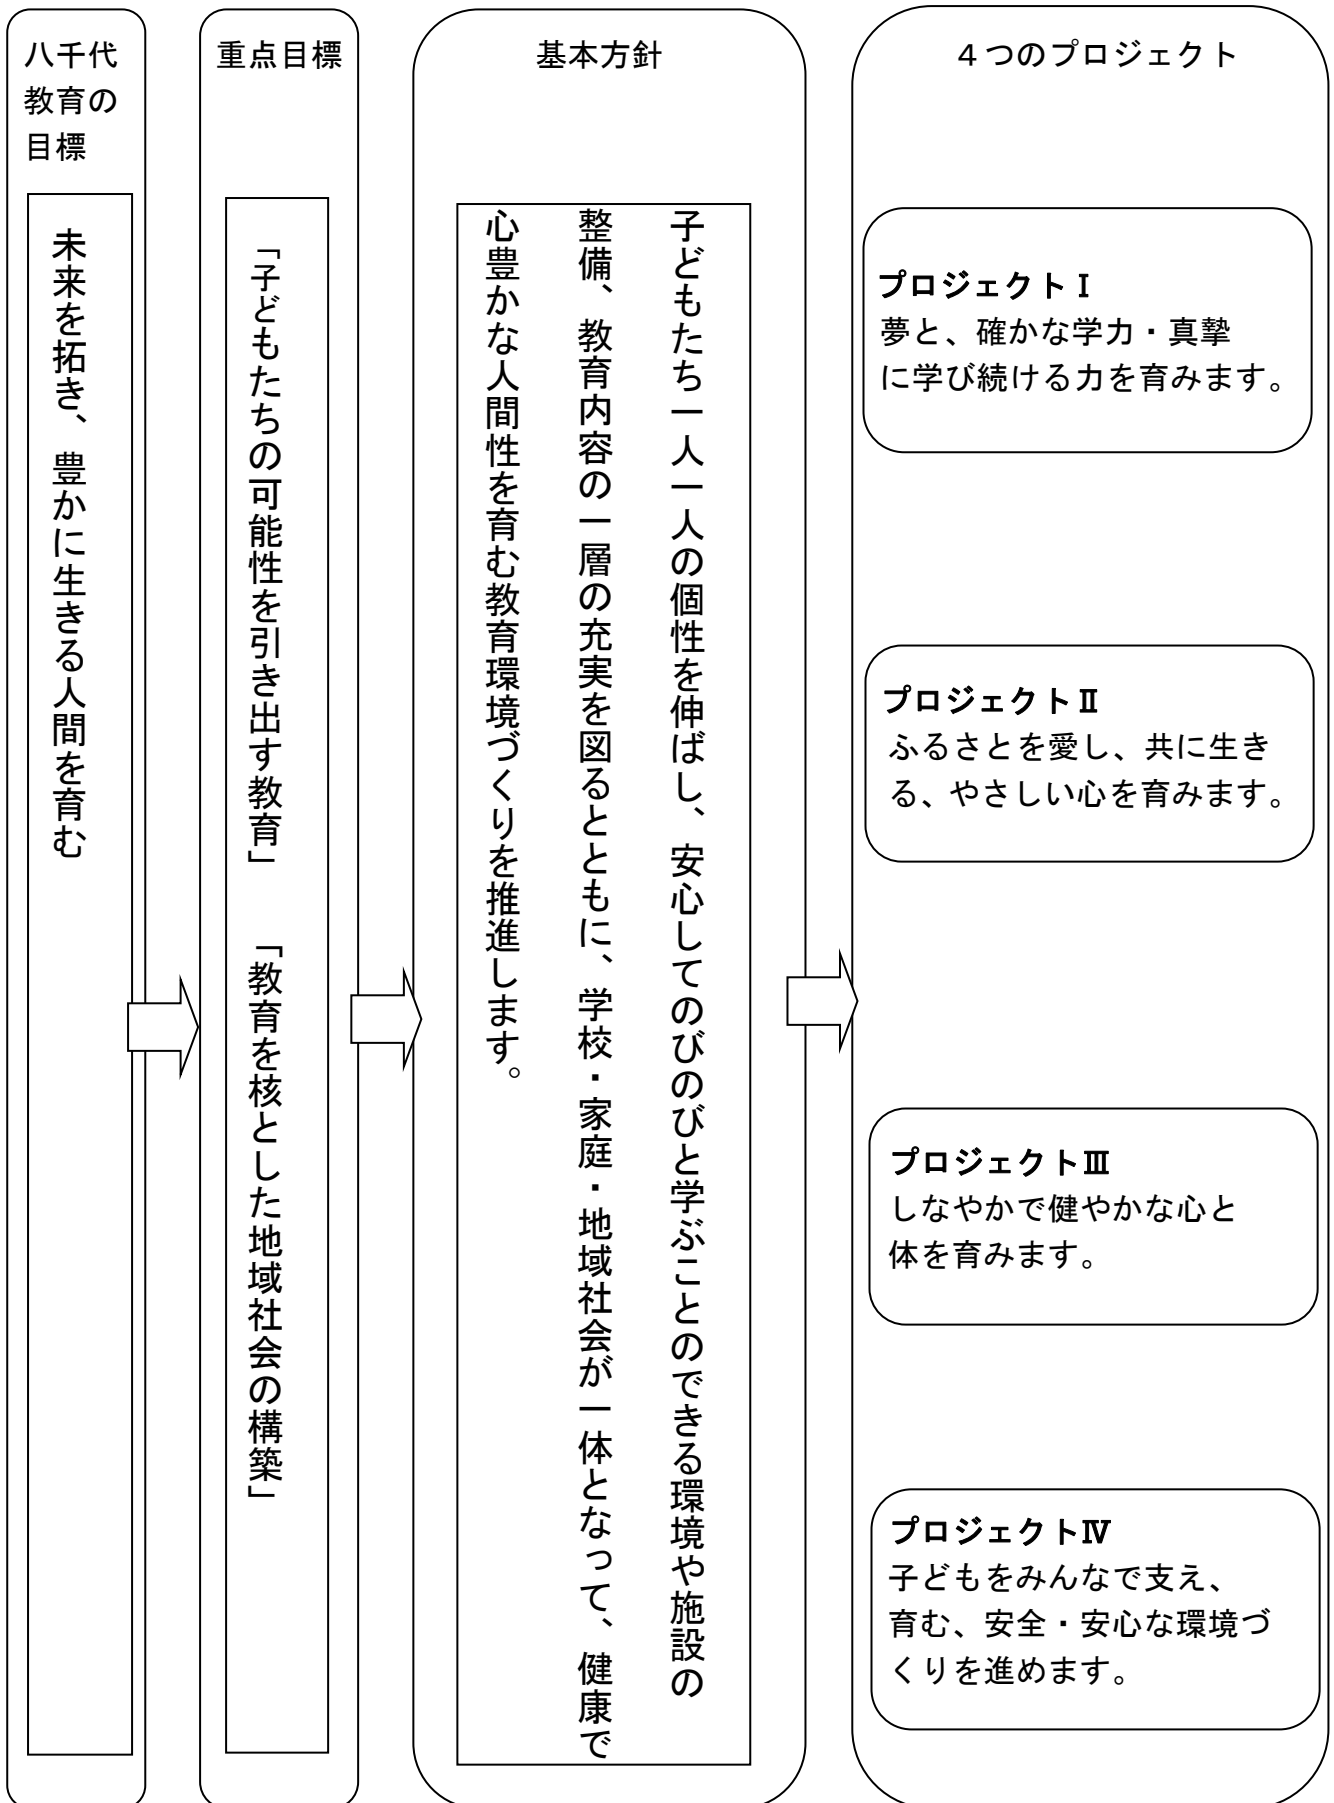 八千代
教育の
目標
未来を拓き、豊かに生きる人間を育む
重点目標
「子どもたちの可能性を引き出す教育」　「教育を核とした地域社会の構築」
基本方針
子どもたち一人一人の個性を伸ばし、安心してのびのびと学ぶことのできる環境や施設の
整備、教育内容の一層の充実を図るとともに、学校・家庭・地域社会が一体となって、健康で
心豊かな人間性を育む教育環境づくりを推進します。
４つのプロジェクト
プロジェクトⅠ
夢と、確かな学力・真摯
に学び続ける力を育みます。
プロジェクトⅡ
ふるさとを愛し、共に生き
る、やさしい心を育みます。
プロジェクトⅢ
しなやかで健やかな心と
体を育みます。
プロジェクトⅣ
子どもをみんなで支え、
育む、安全・安心な環境づ
くりを進めます。